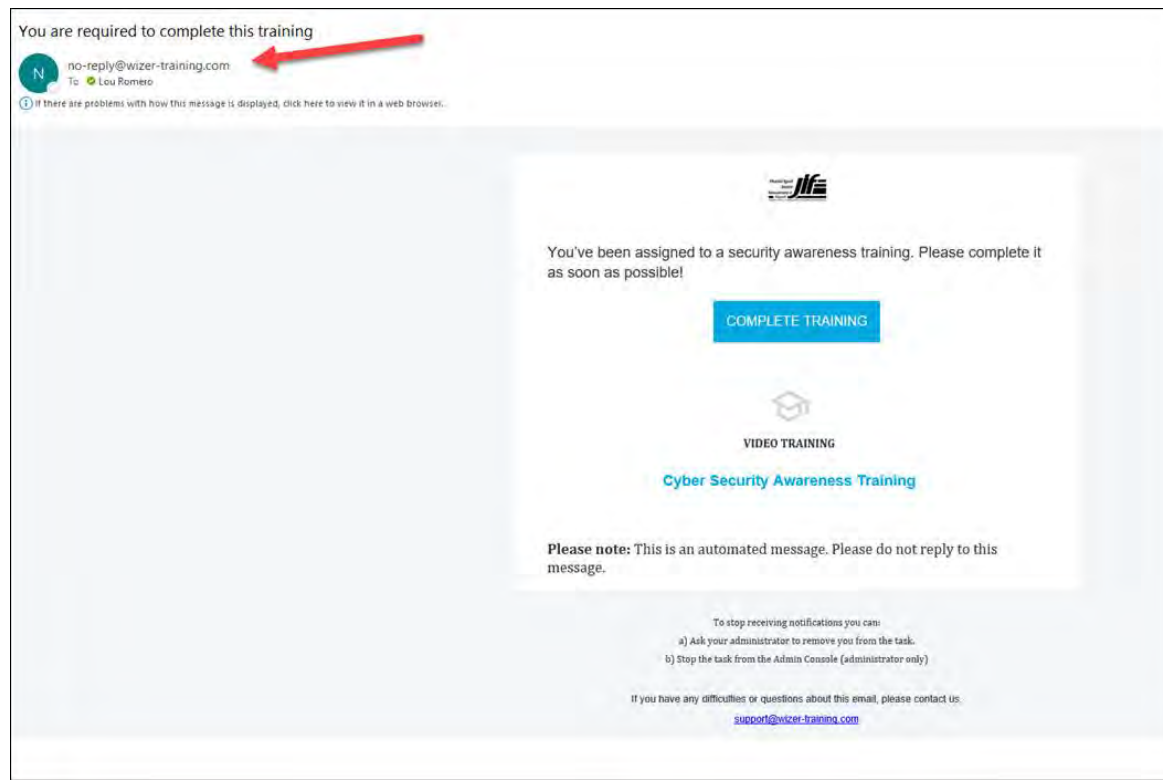 You are required to complete this training
N
no-reply@wizer-training.com
To Lou Romero
If there are problems with how this message is displayed, click here to view it in a web browser.
jif
You've been assigned to a security awareness training. Please complete it
as soon as possible!
COMPLETE TRAINING
VIDEO TRAINING
Cyber Security Awareness Training
Please note: This is an automated message. Please do not reply to this
message.
To stop receiving notifications you can:
a) Ask your administrator to remove you from the task.
b) Stop the task from the Admin Console (administrator only)
If you have any difficulties or questions about this email, please contact us.
support@wizer-training.com